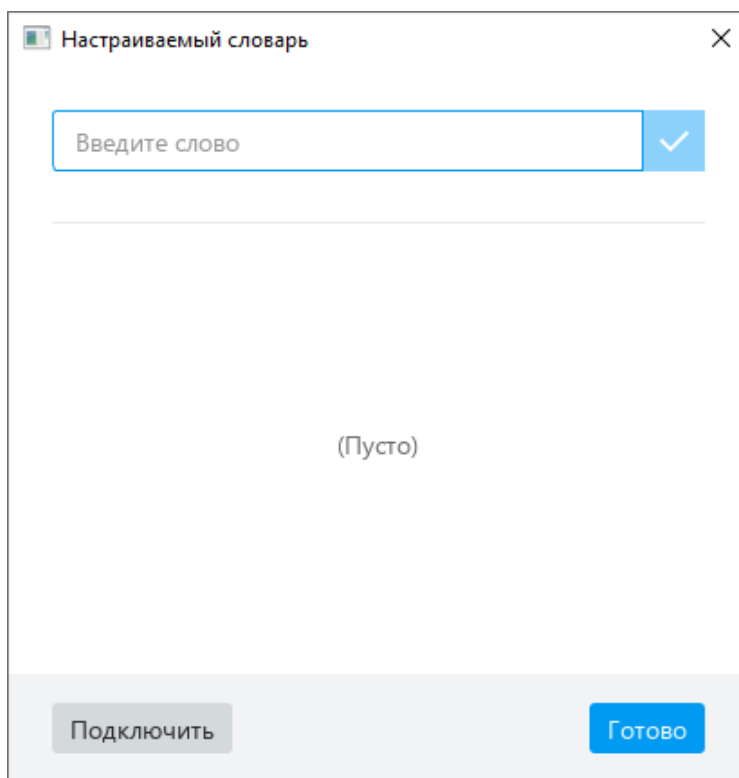 Настраиваемый словарь
Введите слово
(Пусто)
Подключить
Готово